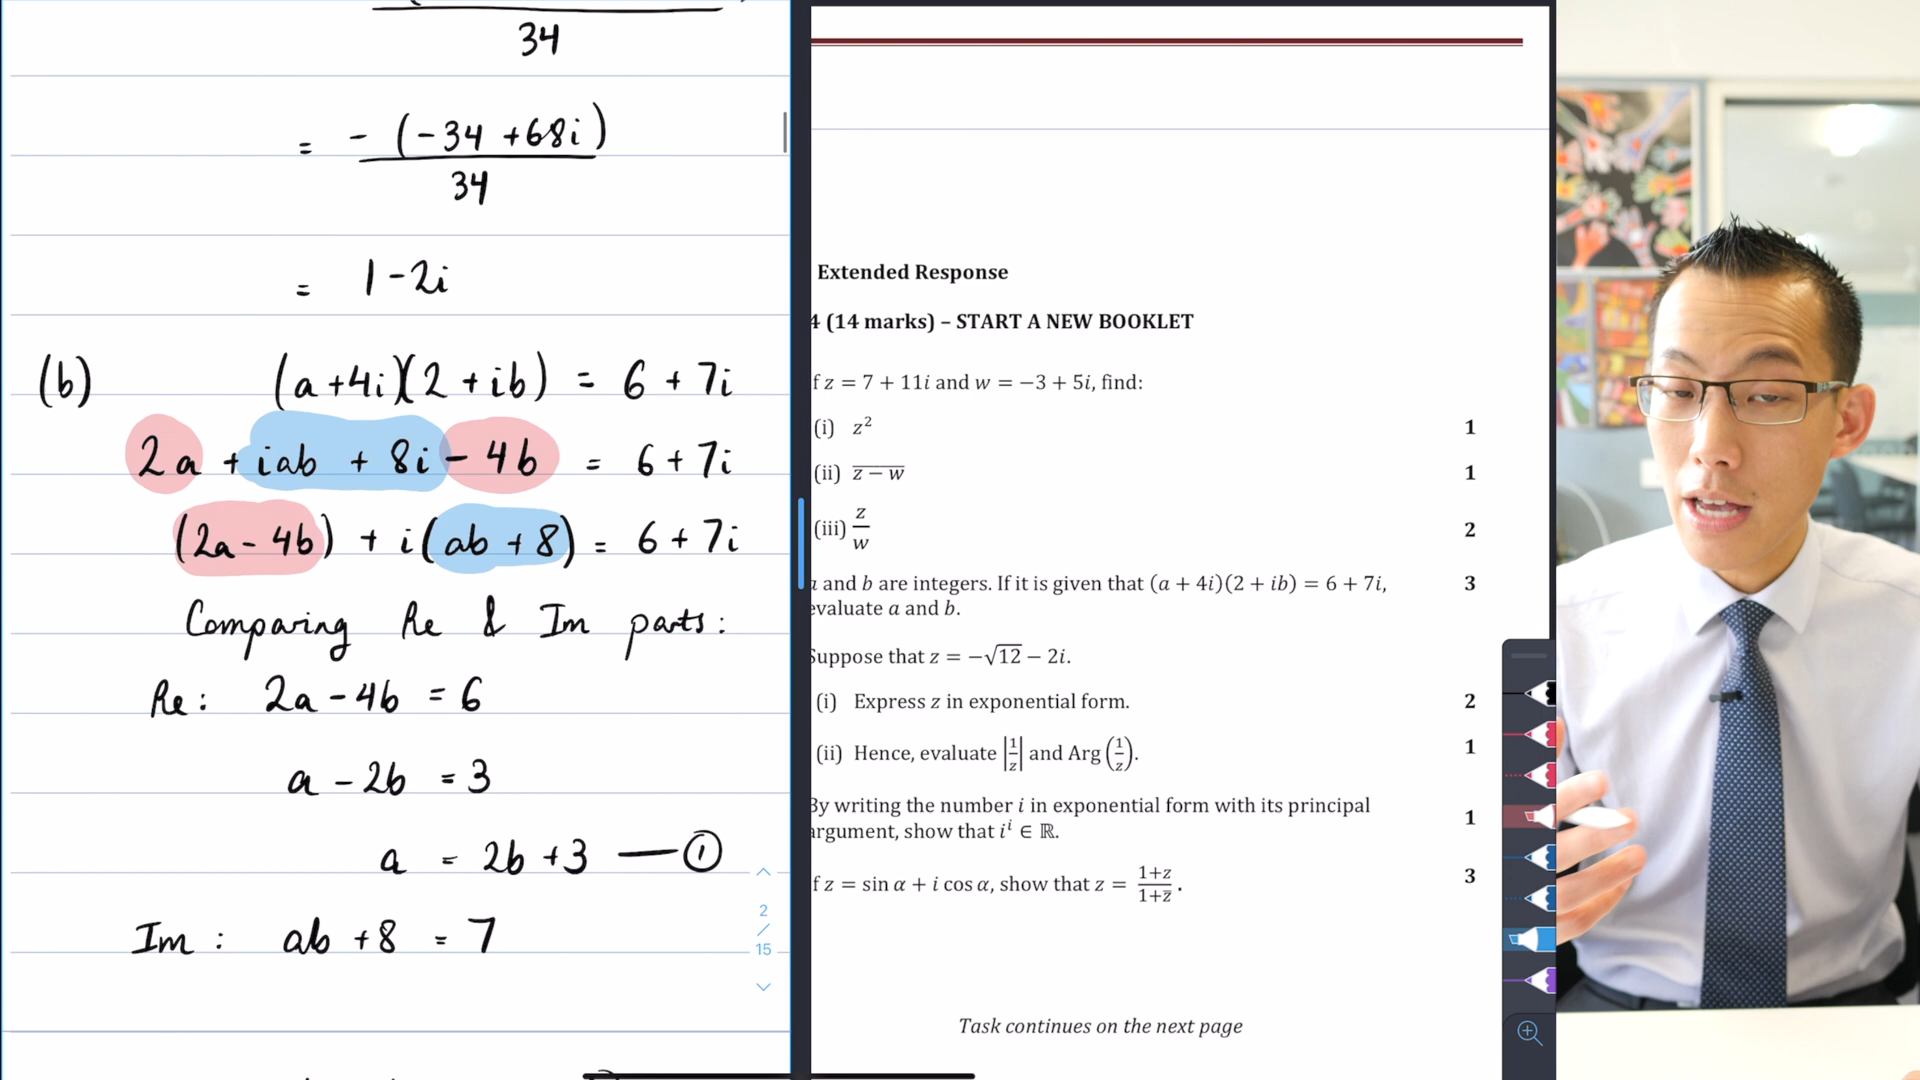 34
= -(-34 +68i)
34
= 1-2i
(b) (a+4i)(2+ib) = 6+7i
2a + iab + 8i - 4b = 6+7i
(2a-4b) + i(ab+8) = 6+7i
Comparing Re & Im parts:
Re: 2a-4b = 6
a-2b = 3
a = 2b+3 —①
Im: ab+8 = 7
2
/
15
Extended Response
4 (14 marks) – START A NEW BOOKLET
f z = 7 + 11i and w = −3 + 5i, find:
(i) z² 1
(ii) z̅ ̅−̅ ̅w̅ 1
(iii) z/w 2
a and b are integers. If it is given that (a + 4i)(2 + ib) = 6 + 7i, 3
evaluate a and b.
Suppose that z = −√12 − 2i.
(i) Express z in exponential form. 2
(ii) Hence, evaluate |1/z| and Arg (1/z). 1
By writing the number i in exponential form with its principal 1
argument, show that iⁱ ∈ ℝ.
f z = sin α + i cos α, show that z = 1+z/1+z̅ . 3
Task continues on the next page